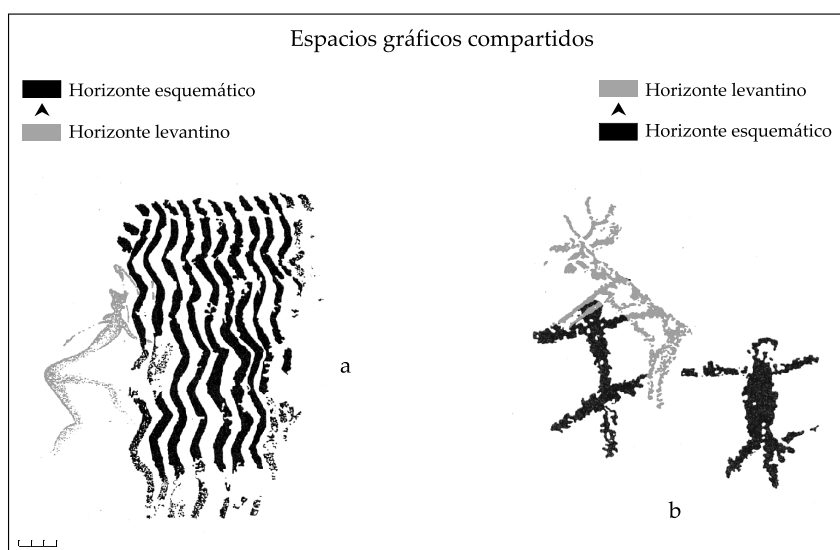 Espacios gráficos compartidos
Horizonte esquemático
Horizonte levantino
Horizonte levantino
Horizonte esquemático
a
b